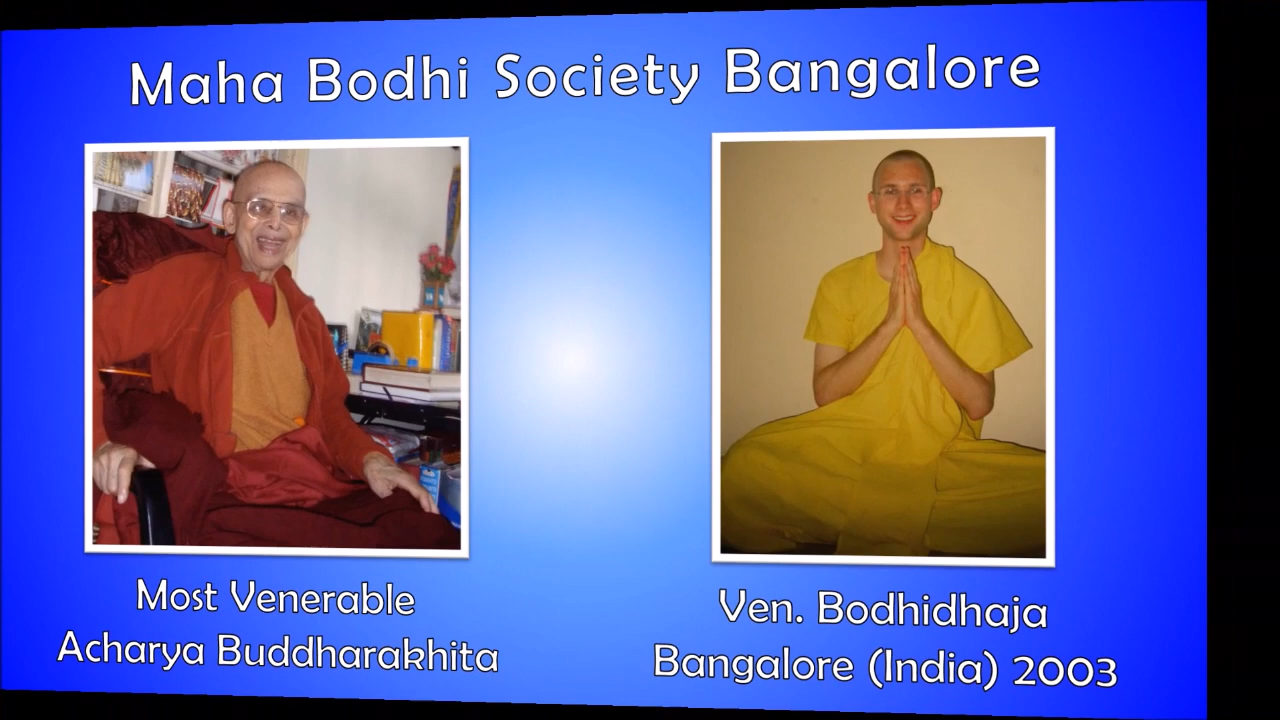 Maha Bodhi Society Bangalore
Most Venerable
Acharya Buddharakhita
Ven. Bodhidhaja
Bangalore (India) 2003